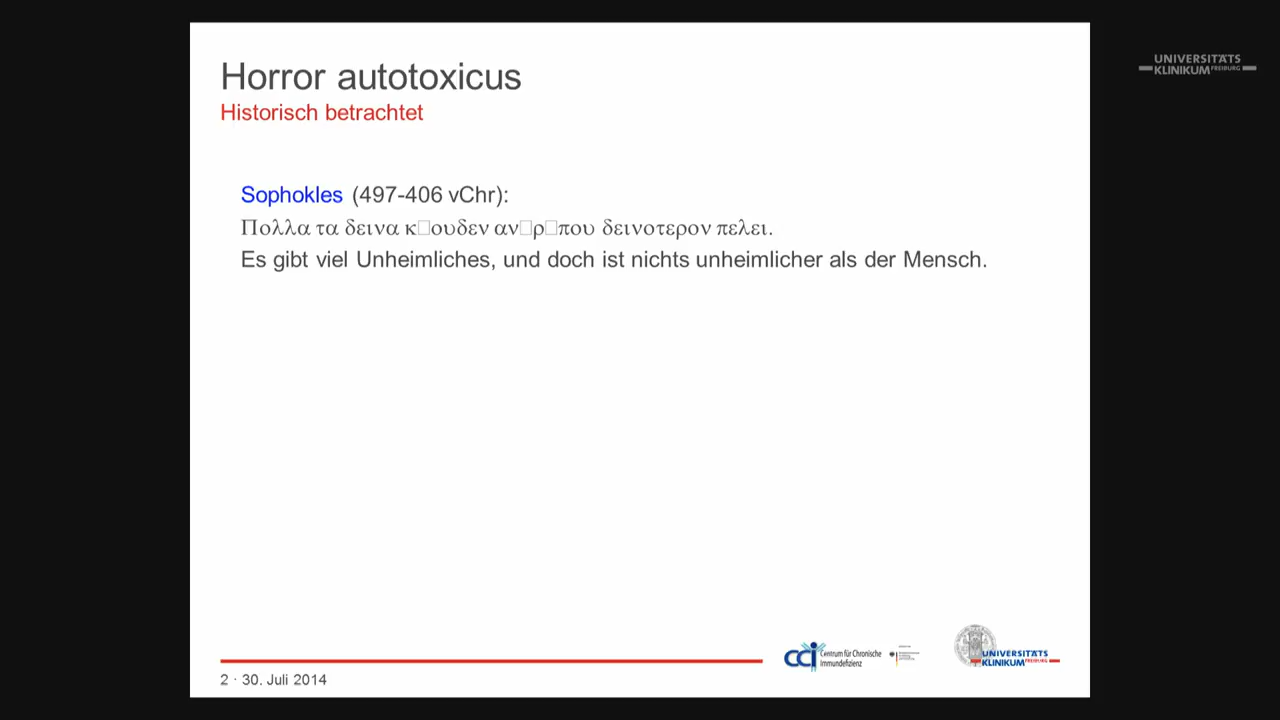 UNIVERSITÄTS
KLINIKUM FREIBURG
Horror autotoxicus
Historisch betrachtet
Sophokles (497-406 vChr):
Πολλα τα δεινα κ□ουδεν αν□ρ□που δεινοτερον πελει.
Es gibt viel Unheimliches, und doch ist nichts unheimlicher als der Mensch.
cci Centrum für Chronische
Immundefizienz
UNIVERSITÄTS
KLINIKUM FREIBURG
2 · 30. Juli 2014